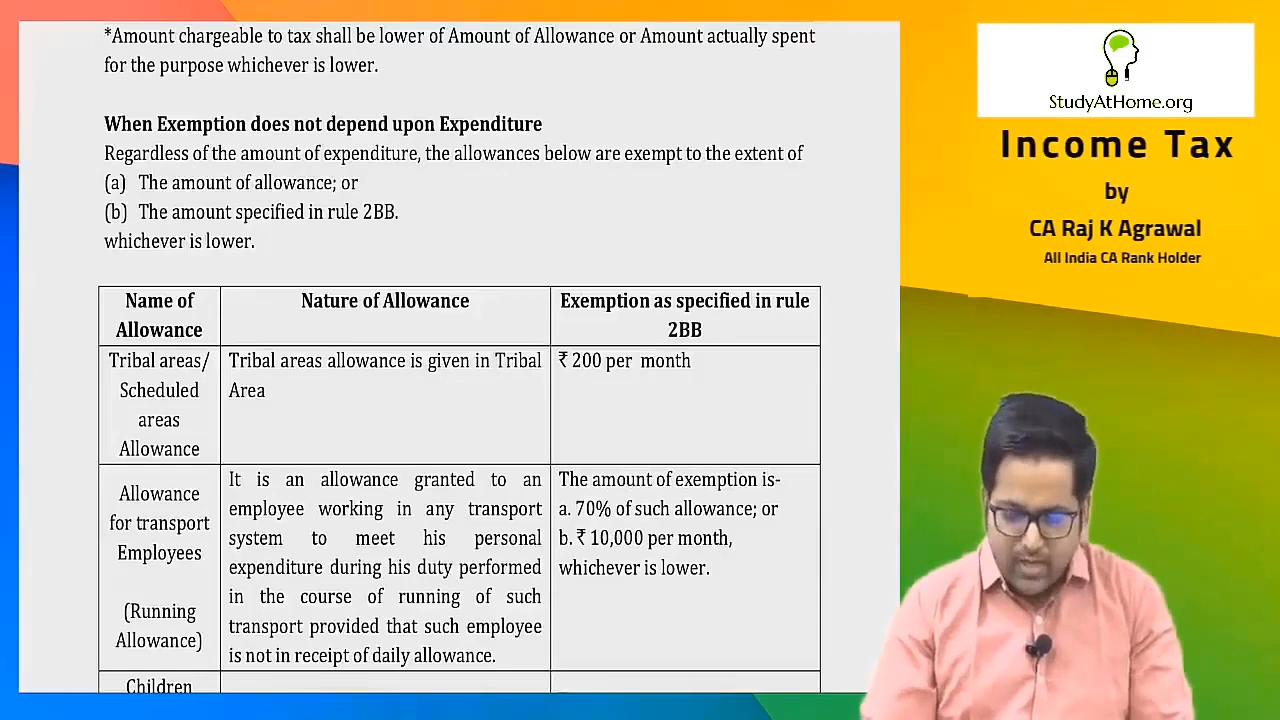 *Amount chargeable to tax shall be lower of Amount of Allowance or Amount actually spent
for the purpose whichever is lower.
When Exemption does not depend upon Expenditure
Regardless of the amount of expenditure, the allowances below are exempt to the extent of
(a) The amount of allowance; or
(b) The amount specified in rule 2BB.
whichever is lower.
Name of
Allowance
Nature of Allowance
Exemption as specified in rule
2BB
Tribal areas/
Scheduled
areas
Allowance
Tribal areas allowance is given in Tribal
Area
₹ 200 per month
Allowance
for transport
Employees
(Running
Allowance)
It is an allowance granted to an
employee working in any transport
system to meet his personal
expenditure during his duty performed
in the course of running of such
transport provided that such employee
is not in receipt of daily allowance.
The amount of exemption is-
a. 70% of such allowance; or
b. ₹ 10,000 per month,
whichever is lower.
Children
StudyAtHome.org
Income Tax
by
CA Raj K Agrawal
All India CA Rank Holder